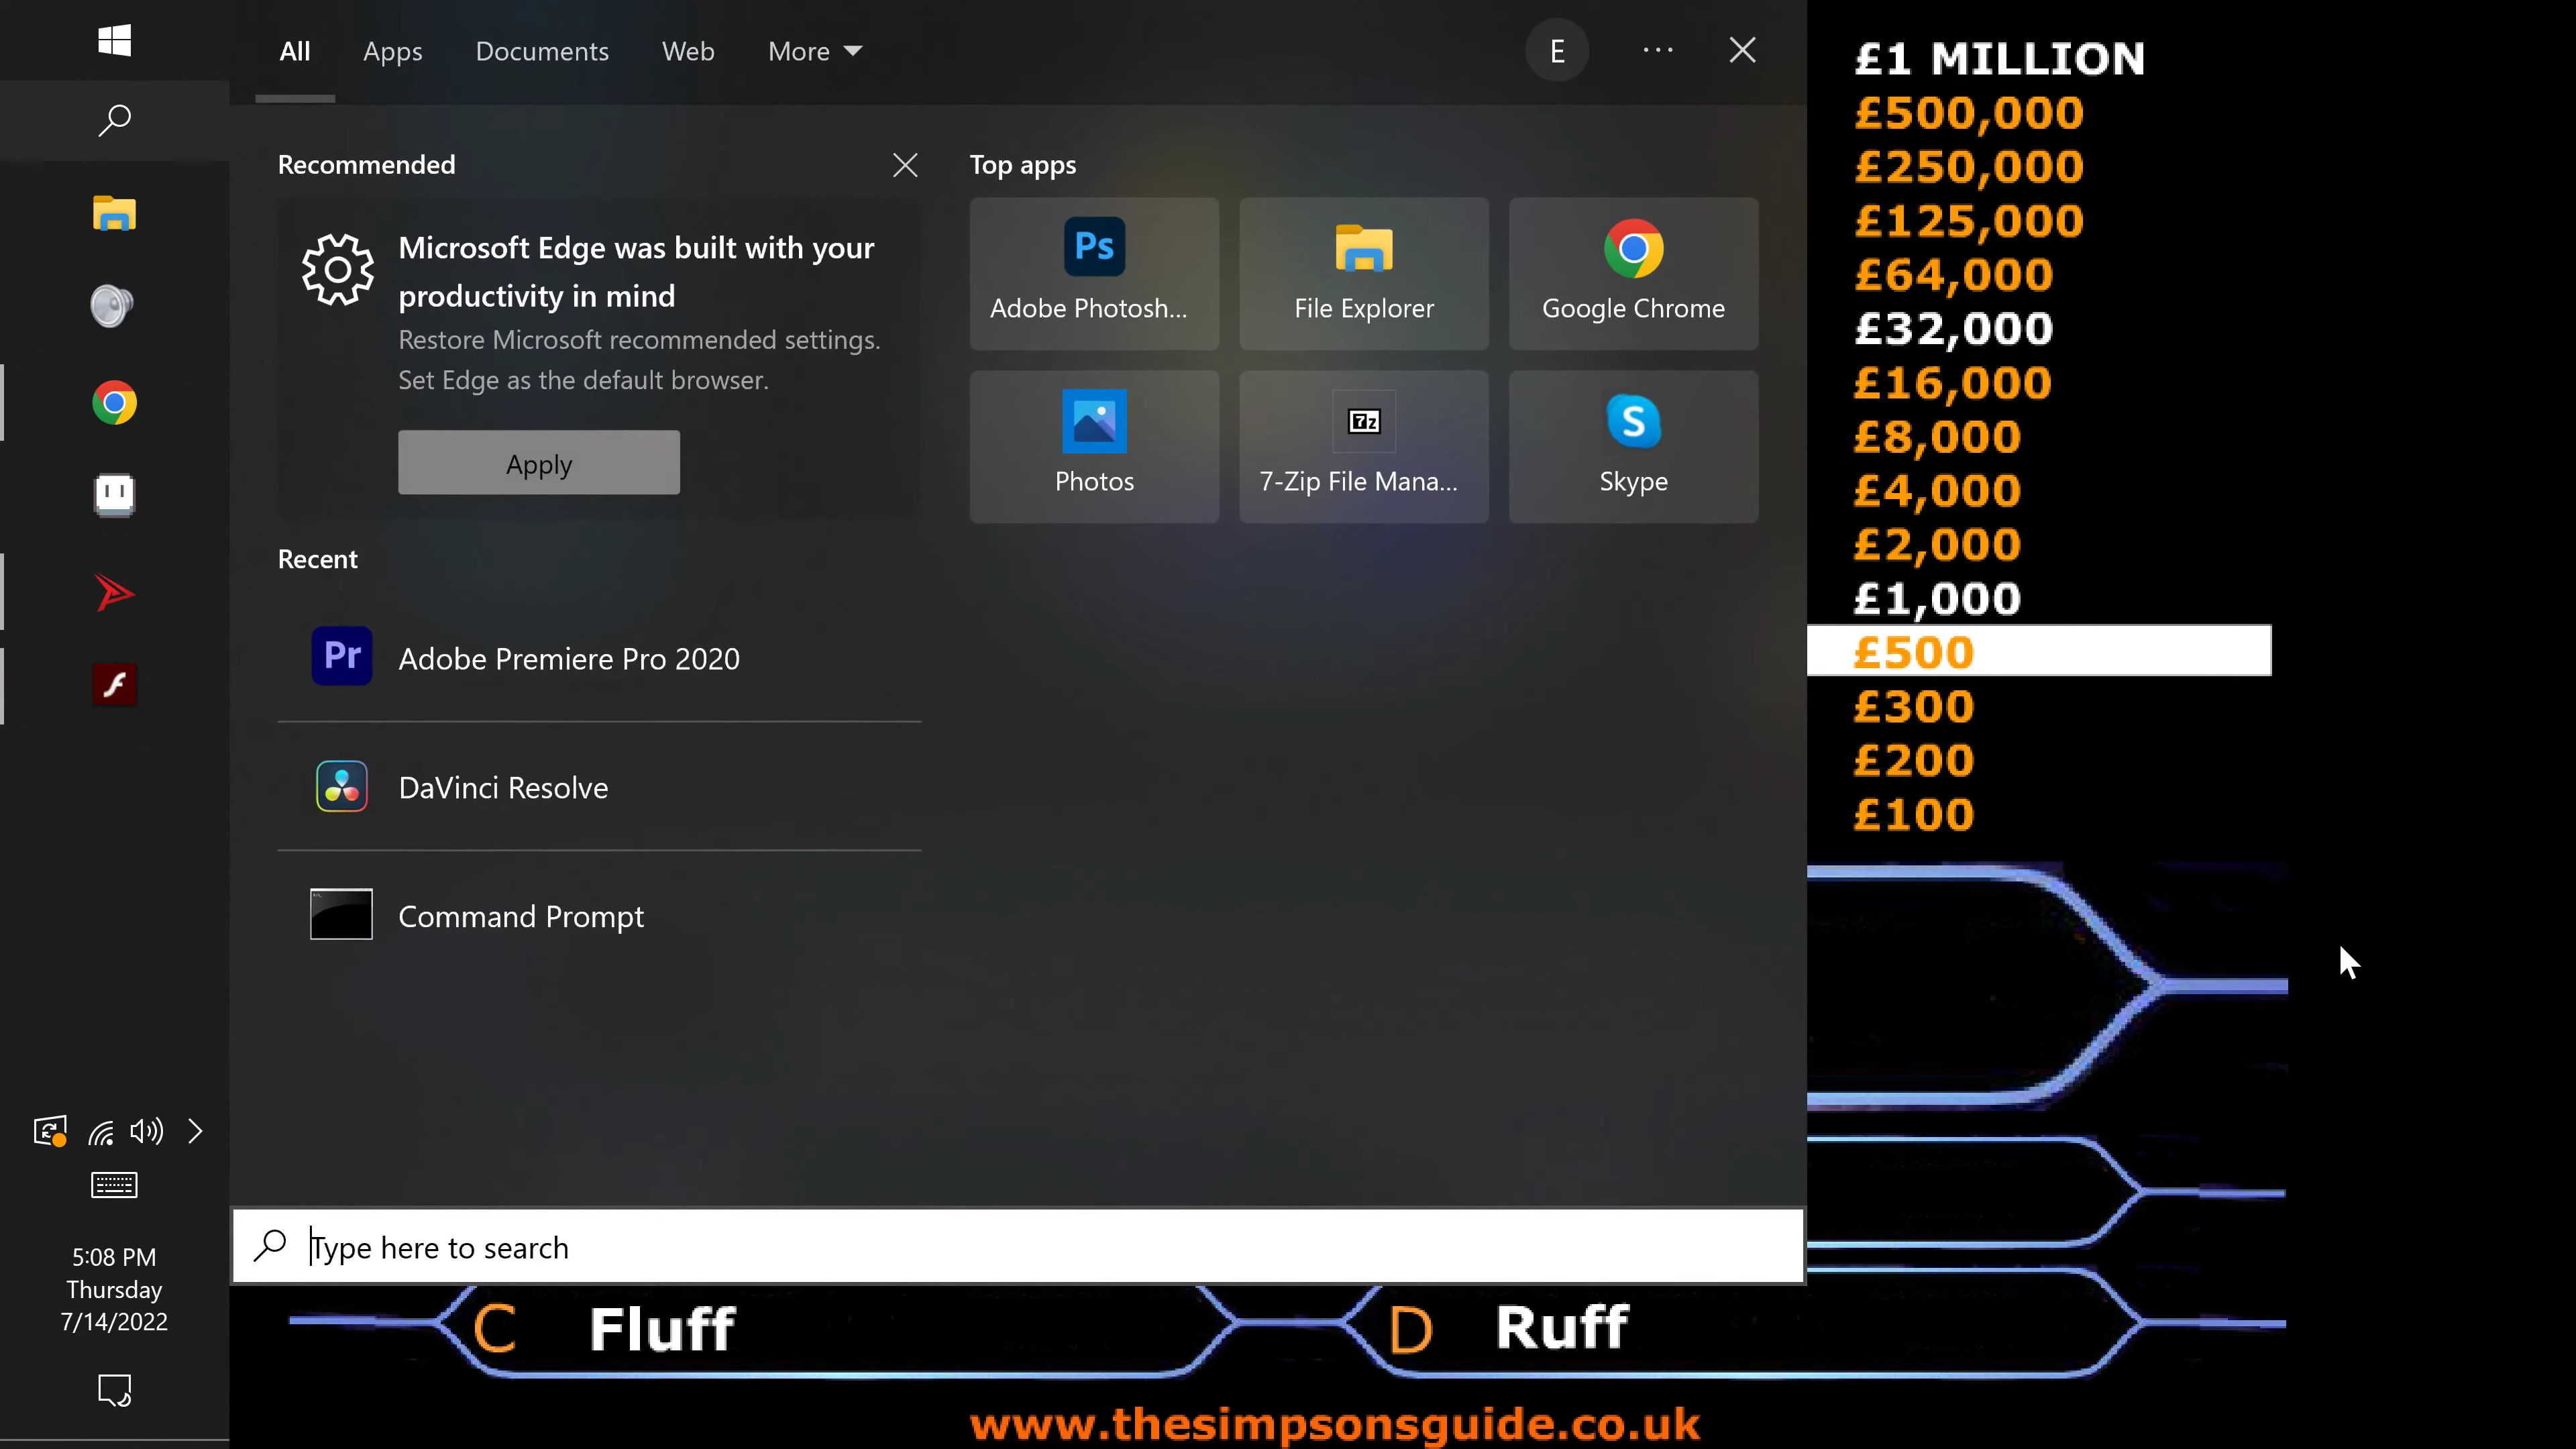 All Apps Documents Web More E
Recommended
Microsoft Edge was built with your
productivity in mind
Restore Microsoft recommended settings.
Set Edge as the default browser.
Apply
Top apps
Ps
Adobe Photosh...
File Explorer
Google Chrome
Photos
7z
7-Zip File Mana...
S
Skype
Recent
Pr
Adobe Premiere Pro 2020
DaVinci Resolve
Command Prompt
Type here to search
5:08 PM
Thursday
7/14/2022
£1 MILLION
£500,000
£250,000
£125,000
£64,000
£32,000
£16,000
£8,000
£4,000
£2,000
£1,000
£500
£300
£200
£100
C Fluff
D Ruff
www.thesimpsonsguide.co.uk